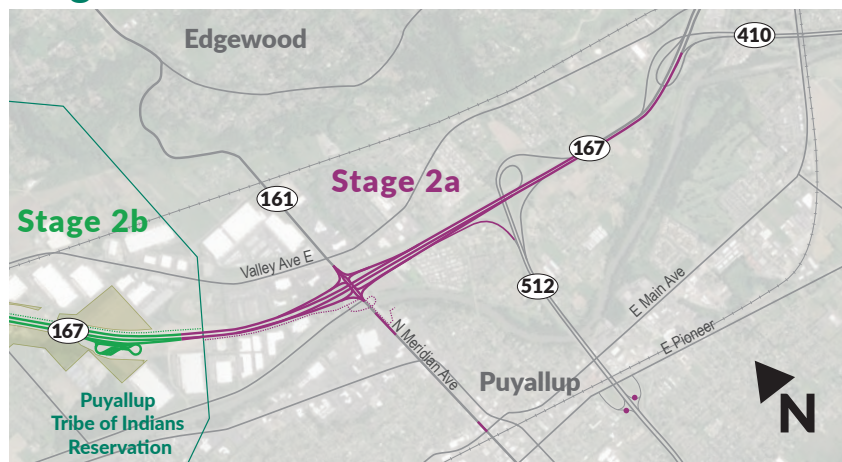 Edgewood
410
167
Stage 2a
161
Stage 2b
Valley Ave E
512
E Main Ave
167
N Meridian Ave
E Pioneer
Puyallup
Puyallup
Tribe of Indians
Reservation
N